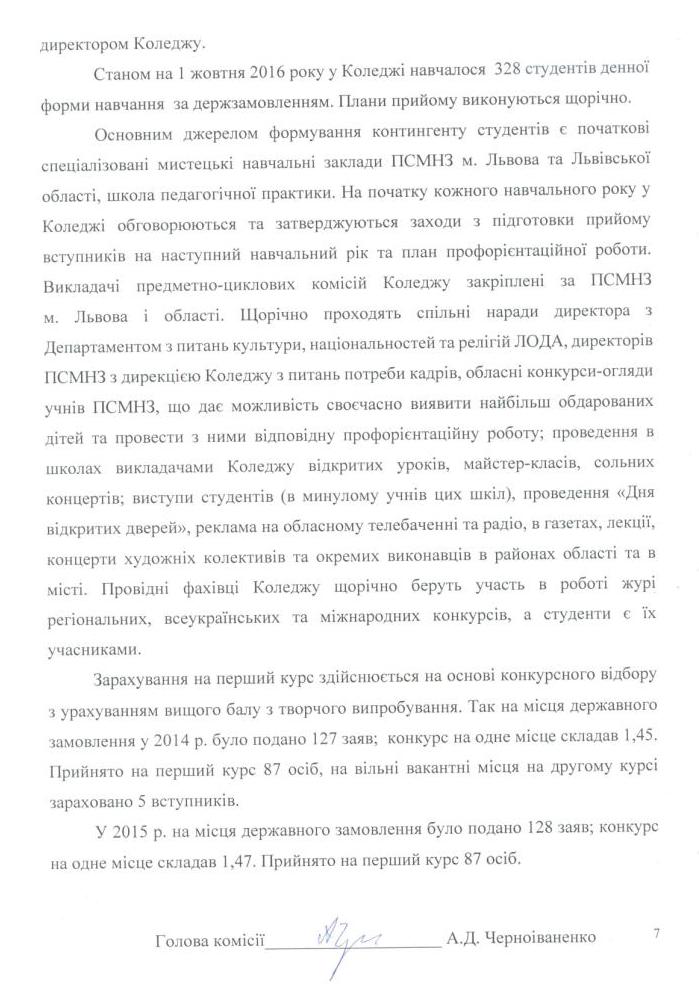 директором Коледжу.
Станом на 1 жовтня 2016 року у Коледжі навчалося 328 студентів денної
форми навчання за держзамовленням. Плани прийому виконуються щорічно.
Основним джерелом формування контингенту студентів є початкові
спеціалізовані мистецькі навчальні заклади ПСМНЗ м. Львова та Львівської
області, школа педагогічної практики. На початку кожного навчального року у
Коледжі обговорюються та затверджуються заходи з підготовки прийому
вступників на наступний навчальний рік та план профорієнтаційної роботи.
Викладачі предметно-циклових комісій Коледжу закріплені за ПСМНЗ
м. Львова і області. Щорічно проходять спільні наради директора з
Департаментом з питань культури, національностей та релігій ЛОДА, директорів
ПСМНЗ з дирекцією Коледжу з питань потреби кадрів, обласні конкурси-огляди
учнів ПСМНЗ, що дає можливість своєчасно виявити найбільш обдарованих
дітей та провести з ними відповідну профорієнтаційну роботу; проведення в
школах викладачами Коледжу відкритих уроків, майстер-класів, сольних
концертів; виступи студентів (в минулому учнів цих шкіл), проведення «Дня
відкритих дверей», реклама на обласному телебаченні та радіо, в газетах, лекції,
концерти художніх колективів та окремих виконавців в районах області та в
місті. Провідні фахівці Коледжу щорічно беруть участь в роботі журі
регіональних, всеукраїнських та міжнародних конкурсів, а студенти є їх
учасниками.
Зарахування на перший курс здійснюється на основі конкурсного відбору
з урахуванням вищого балу з творчого випробування. Так на місця державного
замовлення у 2014 р. було подано 127 заяв; конкурс на одне місце складав 1,45.
Прийнято на перший курс 87 осіб, на вільні вакантні місця на другому курсі
зараховано 5 вступників.
У 2015 р. на місця державного замовлення було подано 128 заяв; конкурс
на одне місце складав 1,47. Прийнято на перший курс 87 осіб.
Голова комісії____________________ А.Д. Черноіваненко 7